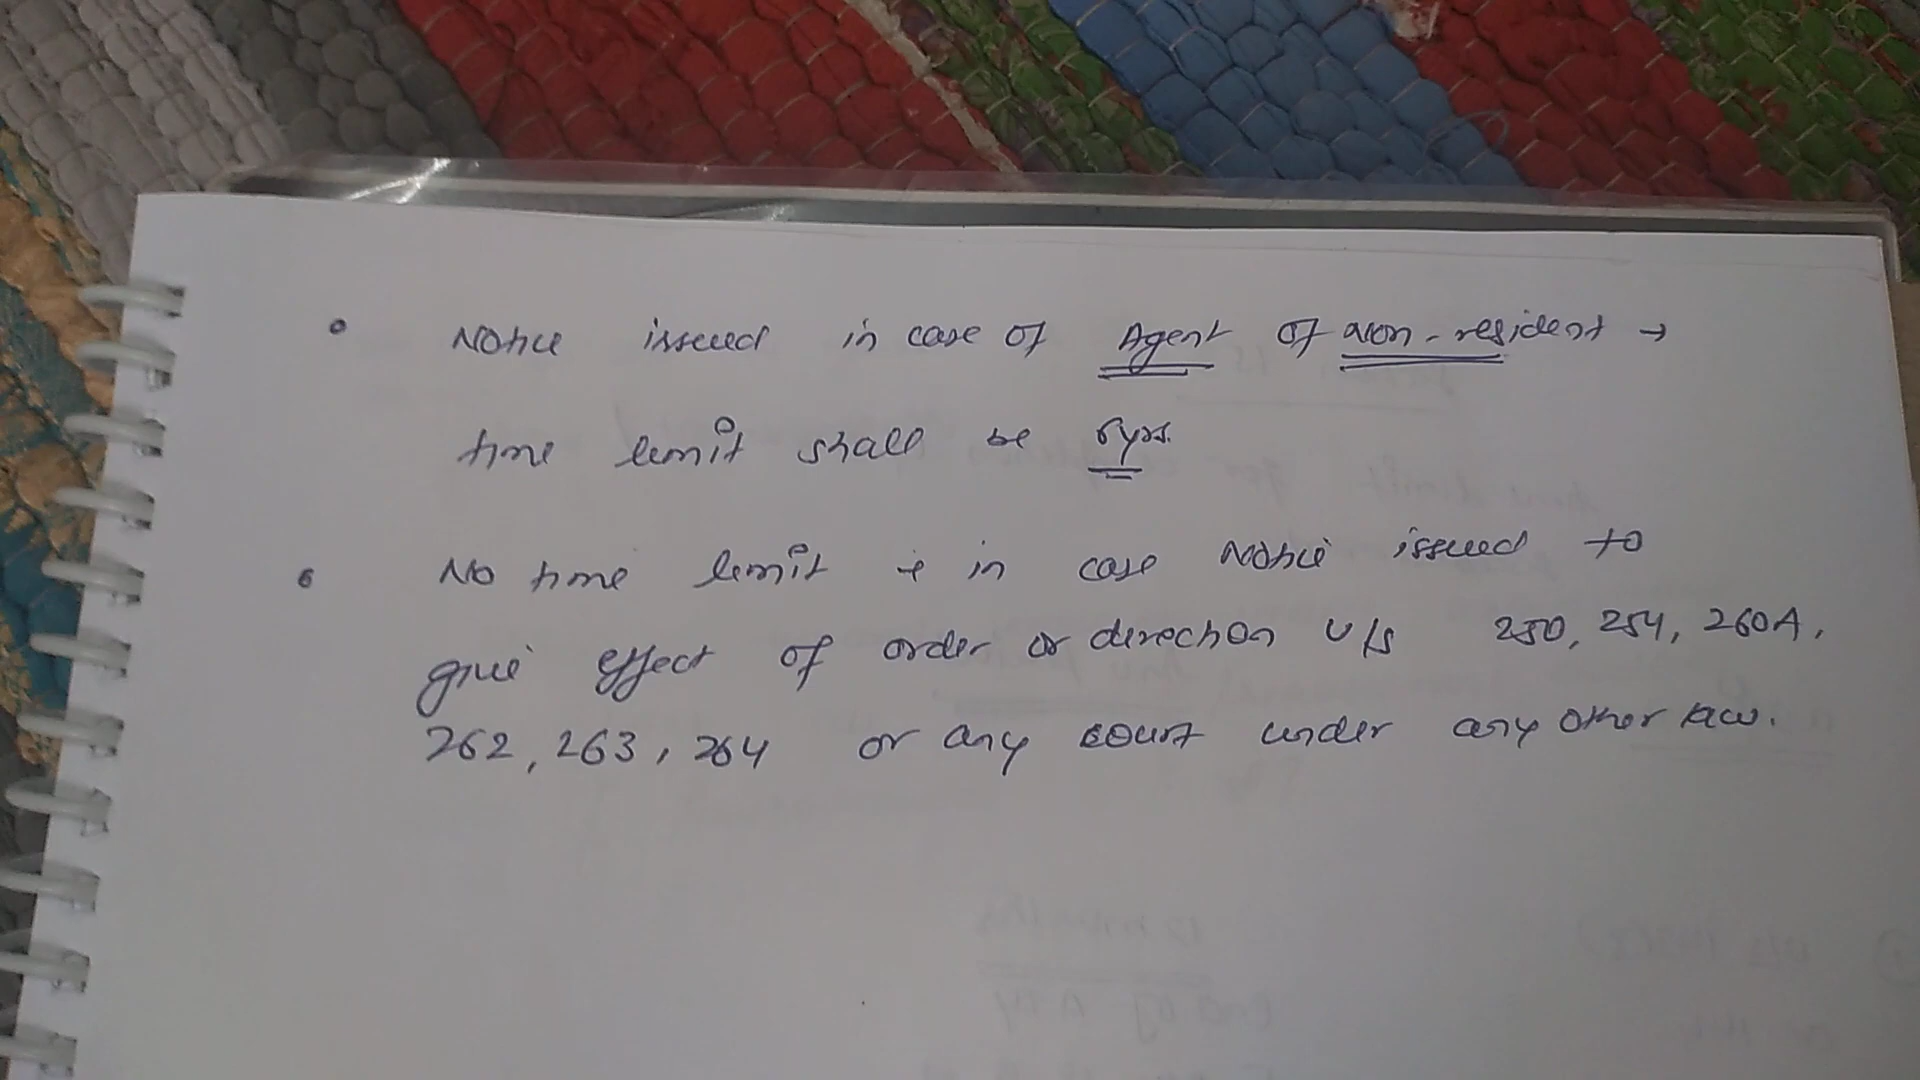 Notice issued in case of Agent of non-resident →
time limit shall be 6yrs.
No time limit in case Notice issued to
give effect of order or direction u/s 250, 254, 260A,
262, 263, 264 or any court under any other law.